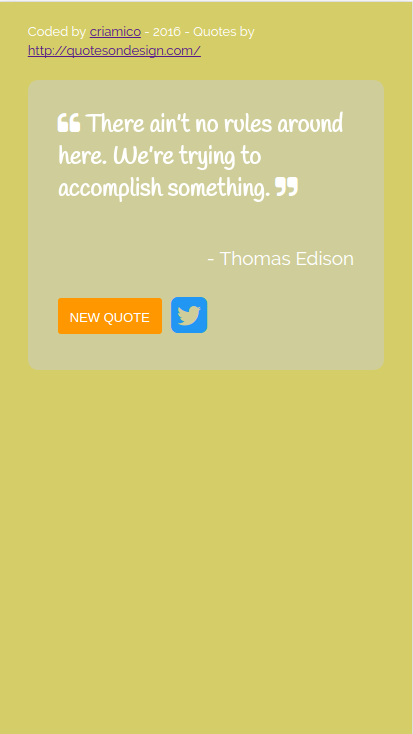 Coded by criamico - 2016 - Quotes by
http://quotesondesign.com/
“ There ain't no rules around
here. We're trying to
accomplish something. ”
- Thomas Edison
NEW QUOTE